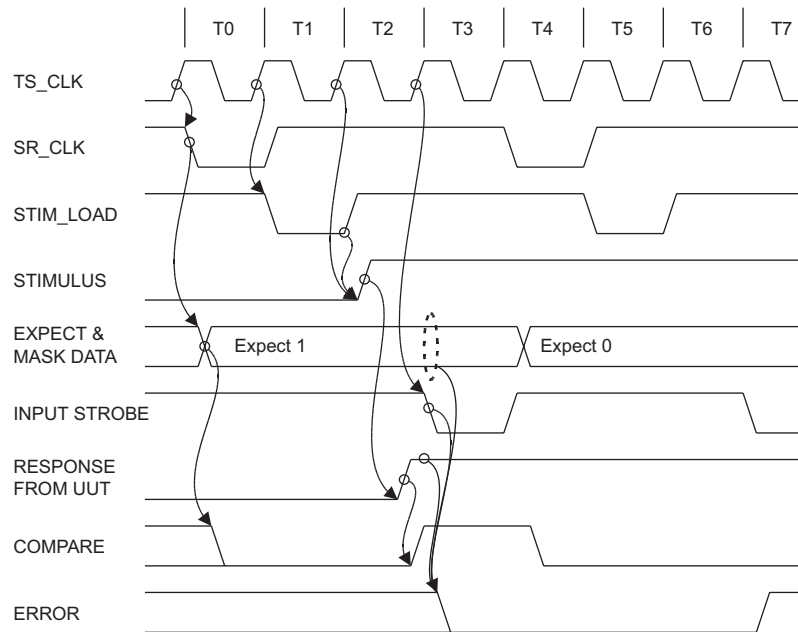 T0 T1 T2 T3 T4 T5 T6 T7
TS_CLK
SR_CLK
STIM_LOAD
STIMULUS
EXPECT &
MASK DATA
Expect 1 Expect 0
INPUT STROBE
RESPONSE
FROM UUT
COMPARE
ERROR